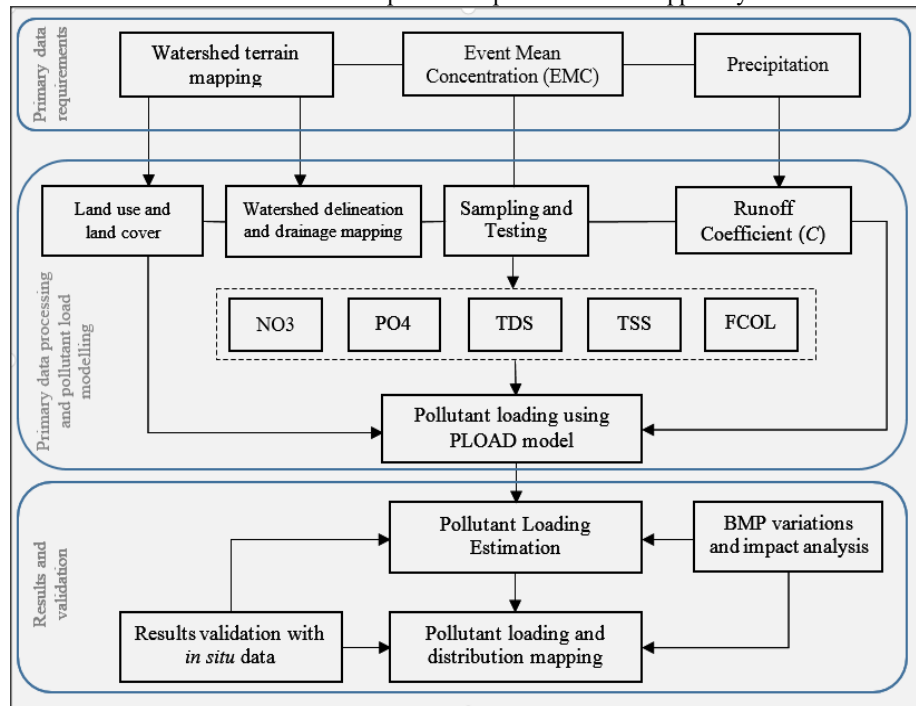 Primary data
requirements
Watershed terrain
mapping
Event Mean
Concentration (EMC)
Precipitation
Primary data processing
and pollutant load
modelling
Land use and
land cover
Watershed delineation
and drainage mapping
Sampling and
Testing
Runoff
Coefficient (C)
NO3
PO4
TDS
TSS
FCOL
Pollutant loading using
PLOAD model
Results and
validation
Pollutant Loading
Estimation
BMP variations
and impact analysis
Results validation with
in situ data
Pollutant loading and
distribution mapping